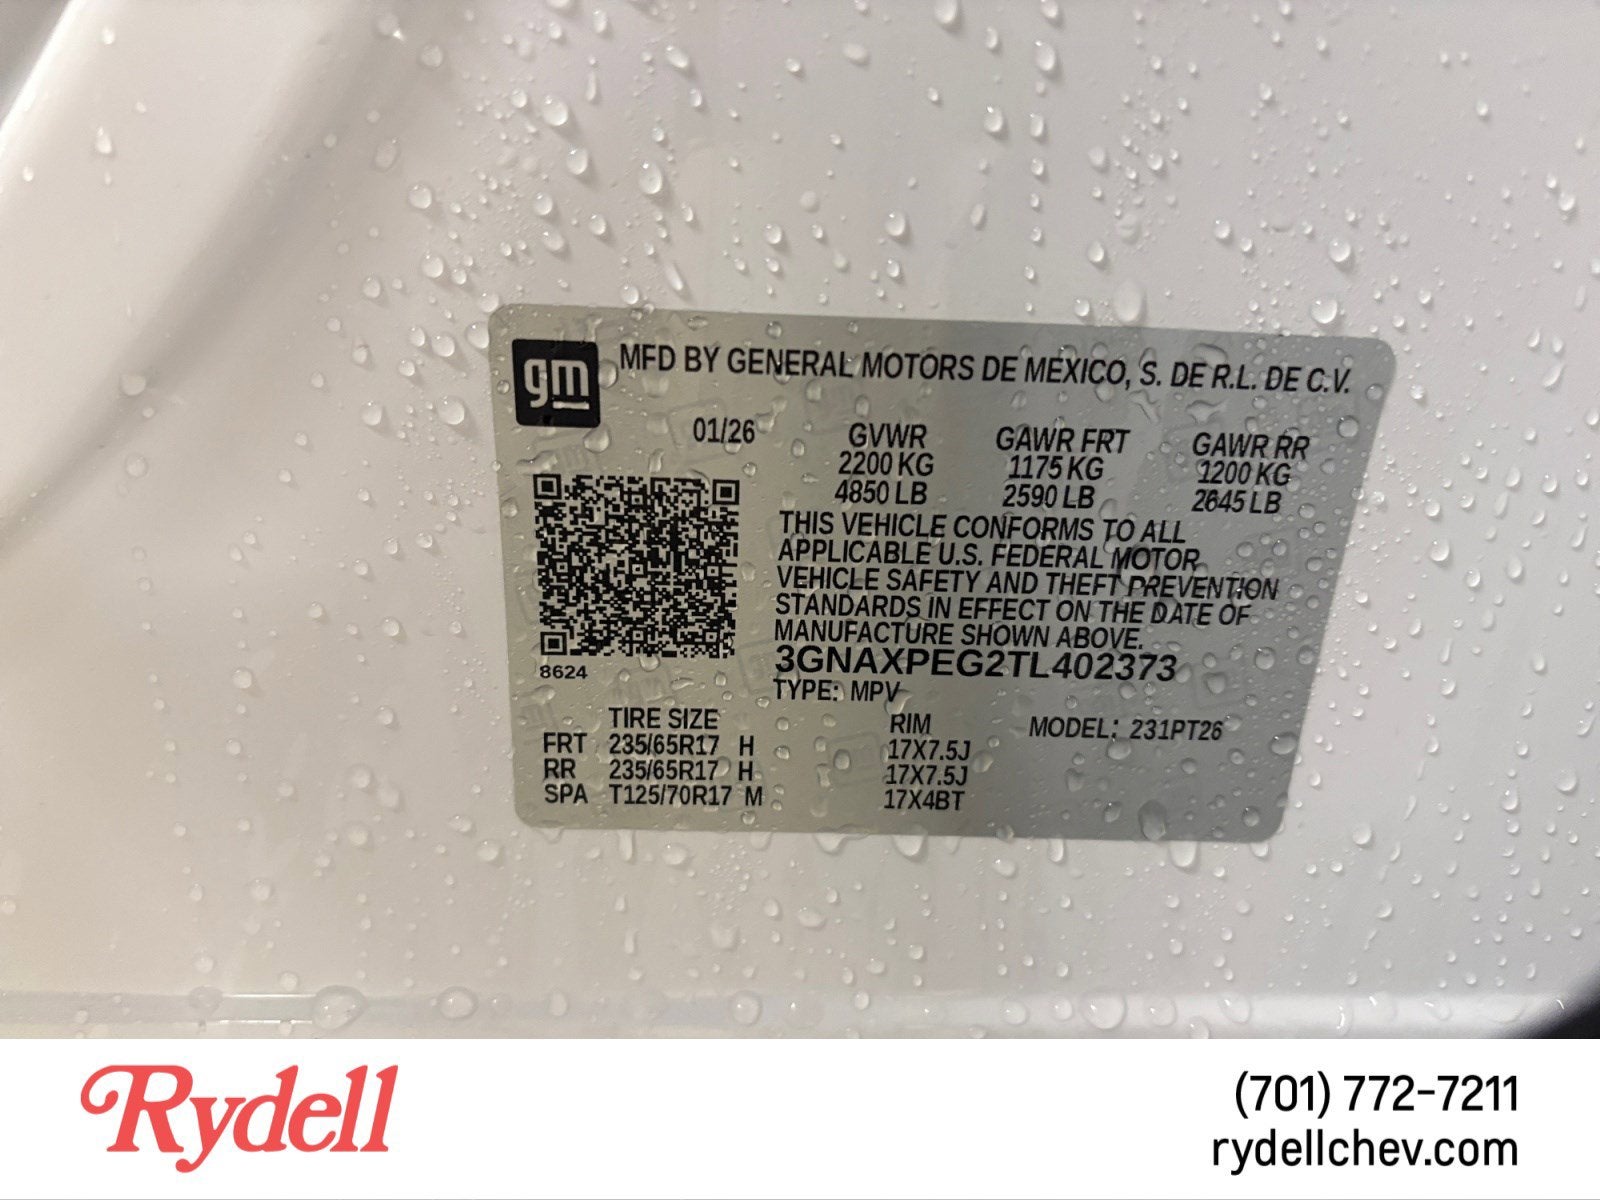 gm MFD BY GENERAL MOTORS DE MEXICO, S. DE R.L. DE C.V.
01/26 GVWR GAWR FRT GAWR RR
2200 KG 1175 KG 1200 KG
4850 LB 2590 LB 2645 LB
THIS VEHICLE CONFORMS TO ALL
APPLICABLE U.S. FEDERAL MOTOR
VEHICLE SAFETY AND THEFT PREVENTION
STANDARDS IN EFFECT ON THE DATE OF
MANUFACTURE SHOWN ABOVE.
3GNAXPEG2TL402373
8624
TYPE: MPV
TIRE SIZE RIM MODEL: 231PT26
FRT 235/65R17 H 17X7.5J
RR 235/65R17 H 17X7.5J
SPA T125/70R17 M 17X4BT
Rydell
(701) 772-7211
rydellchev.com